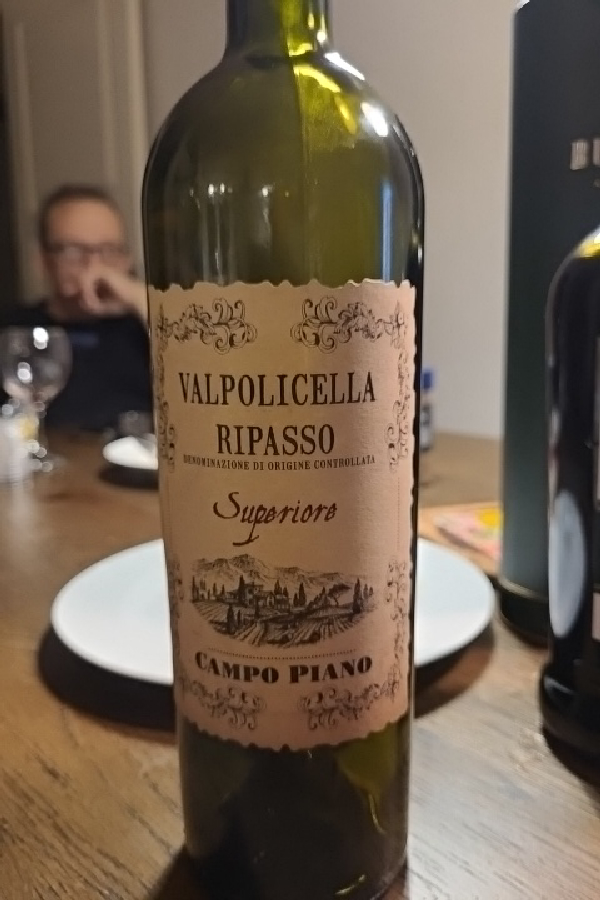 VALPOLICELLA
RIPASSO
DENOMINAZIONE DI ORIGINE CONTROLLATA
Superiore
CAMPO PIANO